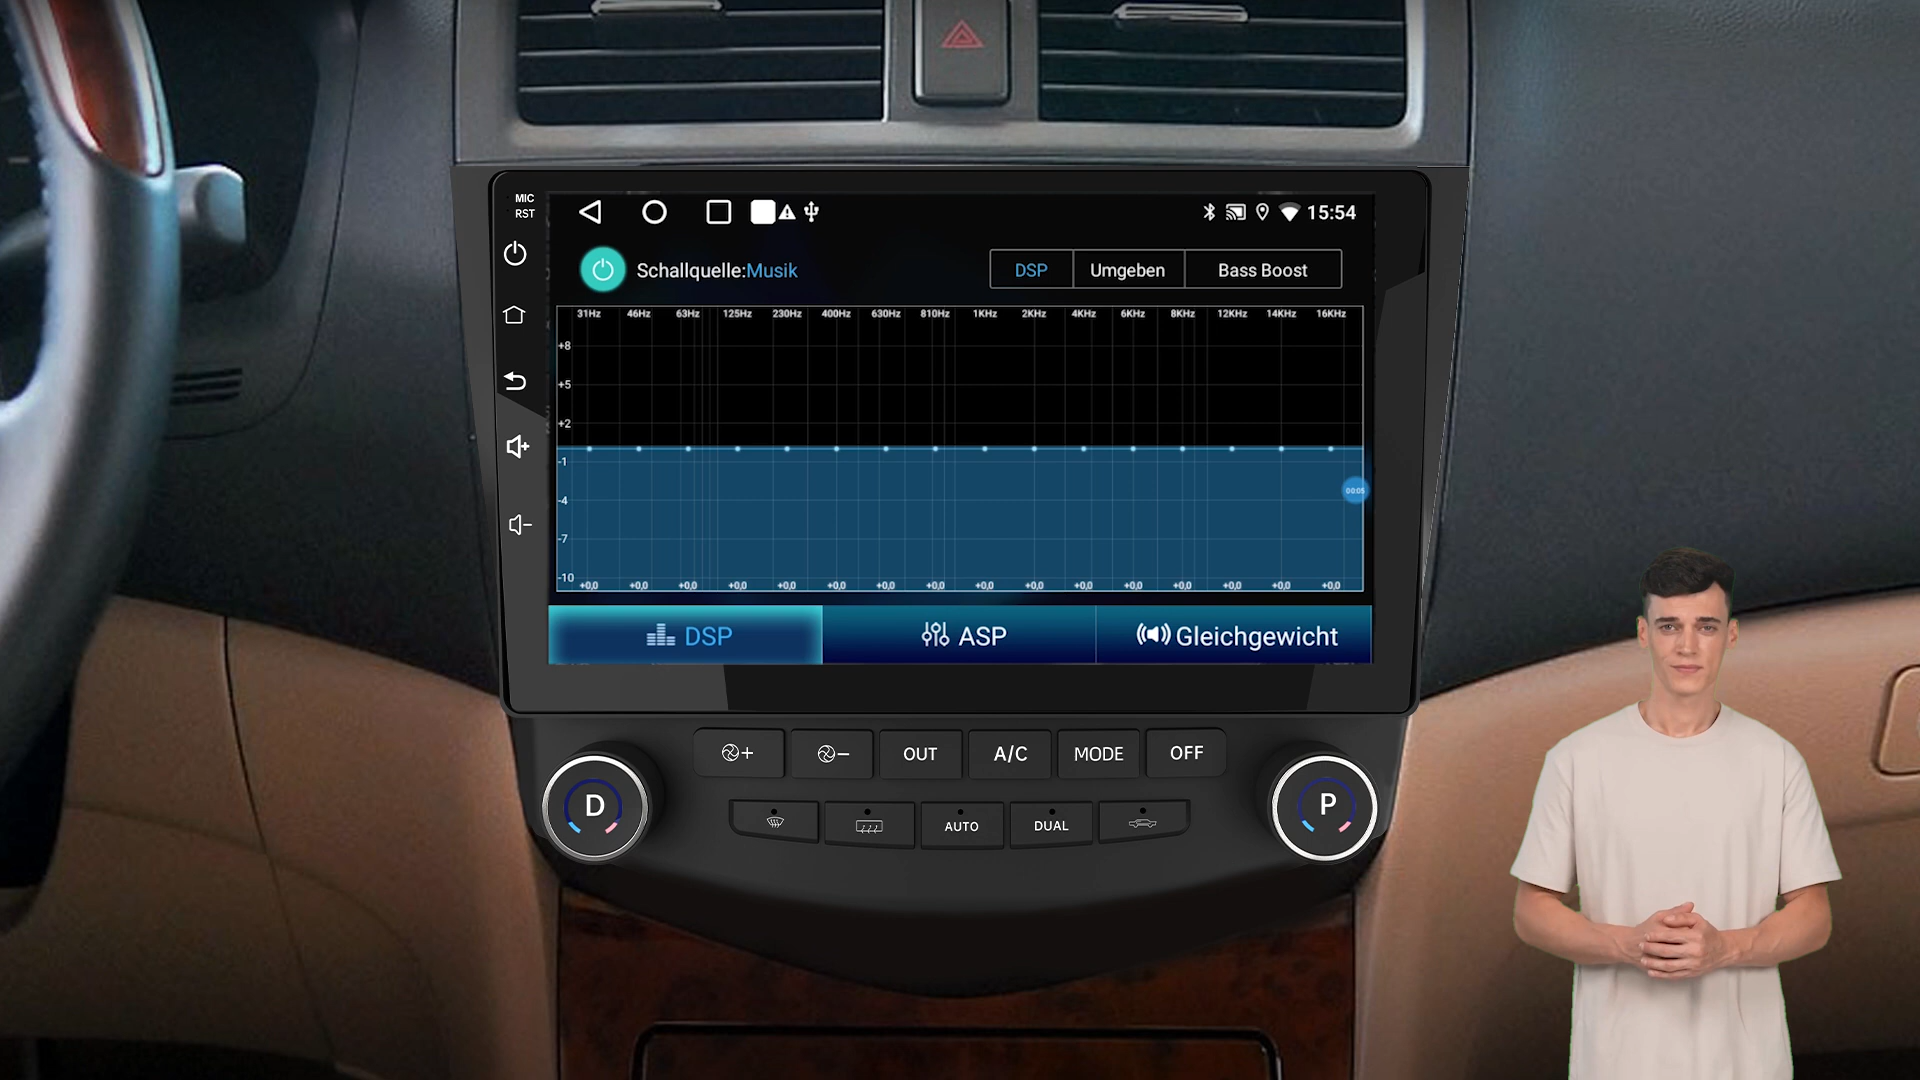 MIC
RST
15:54
Schallquelle:Musik
DSP Umgeben Bass Boost
31Hz 46Hz 63Hz 125Hz 230Hz 400Hz 630Hz 810Hz 1KHz 2KHz 4KHz 6KHz 8KHz 12KHz 14KHz 16KHz
+8
+5
+2
-1
-4
00:05
-7
-10
+0,0 +0,0 +0,0 +0,0 +0,0 +0,0 +0,0 +0,0 +0,0 +0,0 +0,0 +0,0 +0,0 +0,0 +0,0 +0,0
DSP ASP Gleichgewicht
+ - OUT A/C MODE OFF
D P
AUTO DUAL